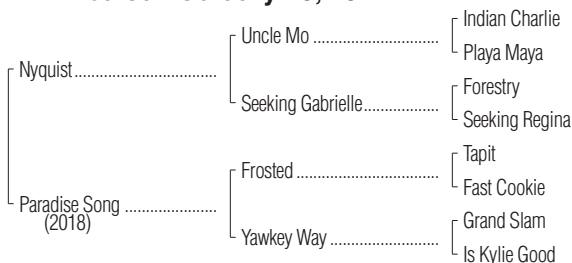 Indian Charlie
Uncle Mo
Playa Maya
Nyquist
Forestry
Seeking Gabrielle
Seeking Regina
Tapit
Frosted
Fast Cookie
Paradise Song
(2018)
Grand Slam
Yawkey Way
Is Kylie Good